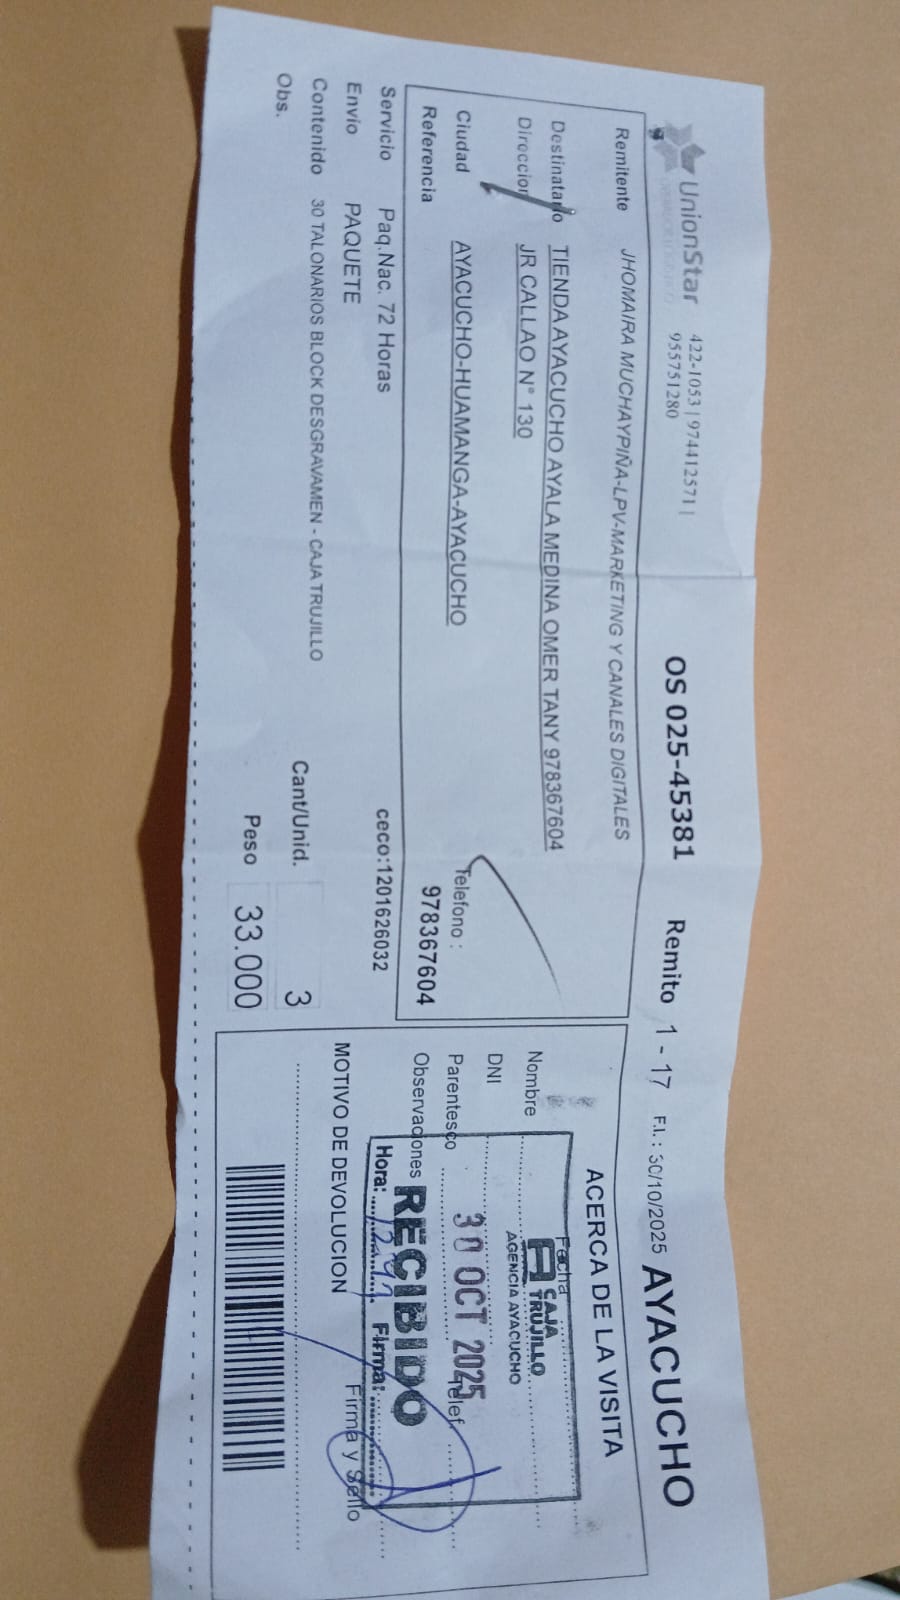 UnionStar 422-1053 | 974412571 |
955751280
OS 025-45381 Remito 1 - 17 F.I.: 30/10/2025 AYACUCHO
Remitente JHOMAIRA MUCHAYPIÑA-LPV-MARKETING Y CANALES DIGITALES
Destinatario TIENDA AYACUCHO AYALA MEDINA OMER TANY 978367604
Direccion JR CALLAO N° 130
Ciudad AYACUCHO-HUAMANGA-AYACUCHO
Telefono :
Referencia 978367604
Servicio Paq.Nac. 72 Horas ceco:1201626032
Envio PAQUETE
Contenido 30 TALONARIOS BLOCK DESGRAVAMEN - CAJA TRUJILLO
Cant/Unid. 3
Obs.
Peso 33.000
ACERCA DE LA VISITA
Fecha
Nombre
CAJA
TRUJILLO
AGENCIA AYACUCHO
DNI
30 OCT 2025
Parentesco Telef.
Observaciones
RECIBIDO
Hora: Firma:
Firma y Sello
MOTIVO DE DEVOLUCION